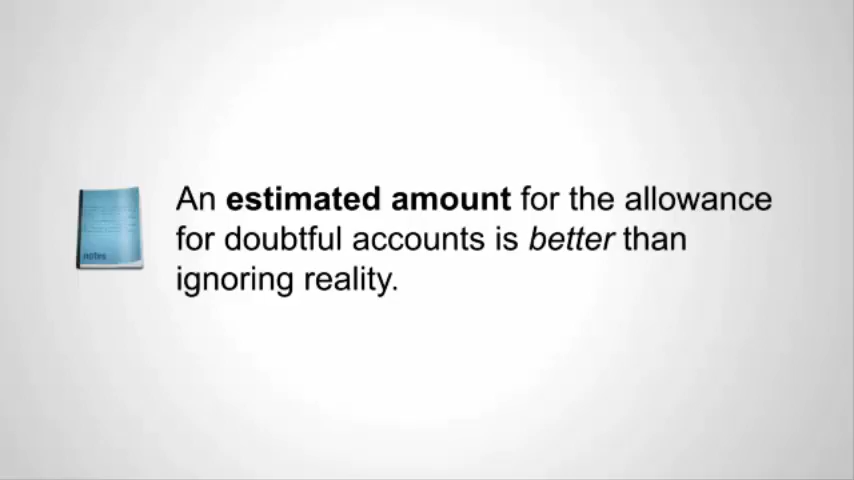 An estimated amount for the allowance
for doubtful accounts is better than
ignoring reality.
notes